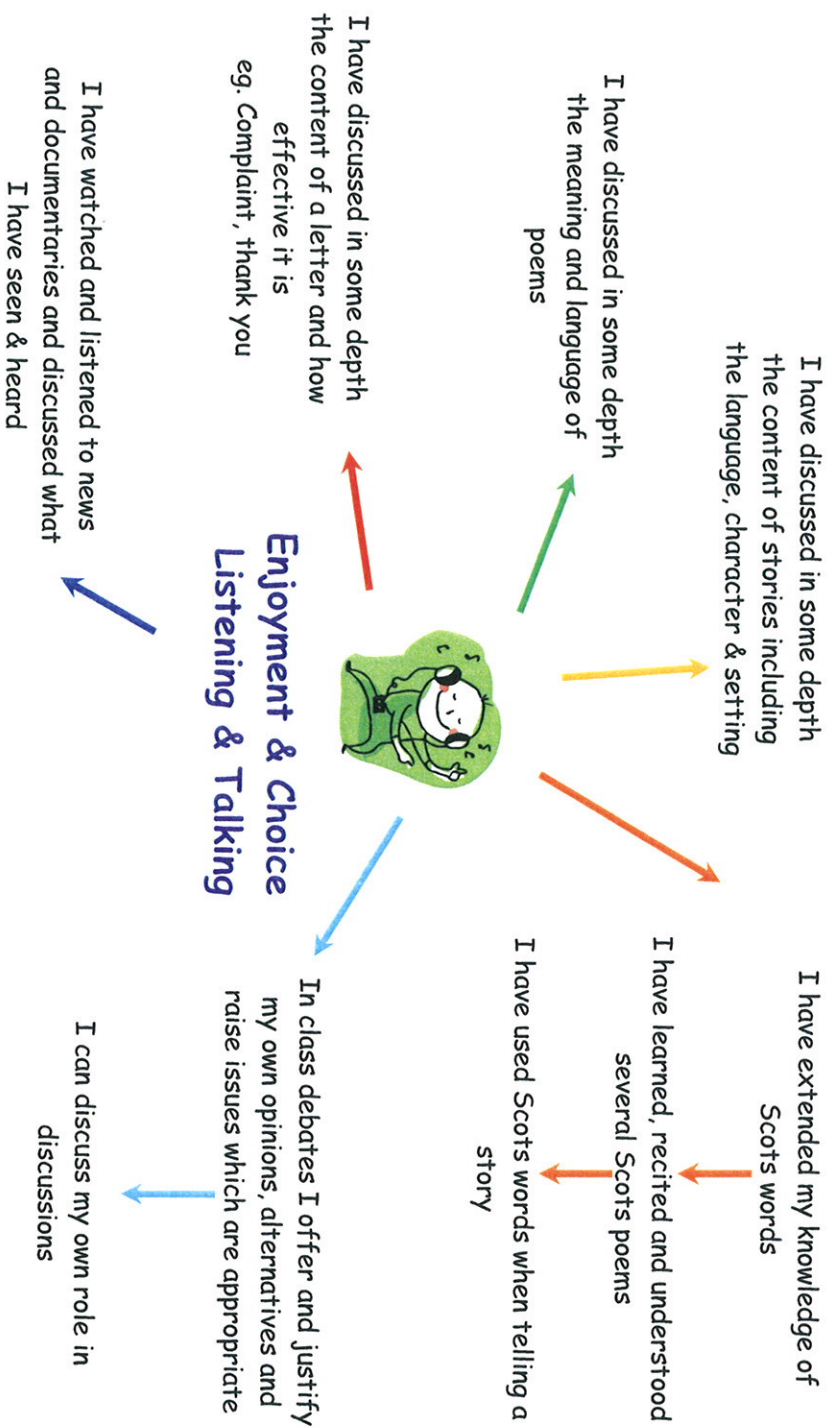 I have discussed in some depth
the content of stories including
the language, character & setting
I have extended my knowledge of
Scots words
I have learned, recited and understood
several Scots poems
I have used Scots words when telling a
story
I have discussed in some depth
the meaning and language of
poems
I have discussed in some depth
the content of a letter and how
effective it is
eg. Complaint, thank you
Enjoyment & Choice
Listening & Talking
In class debates I offer and justify
my own opinions, alternatives and
raise issues which are appropriate
I can discuss my own role in
discussions
I have watched and listened to news
and documentaries and discussed what
I have seen & heard